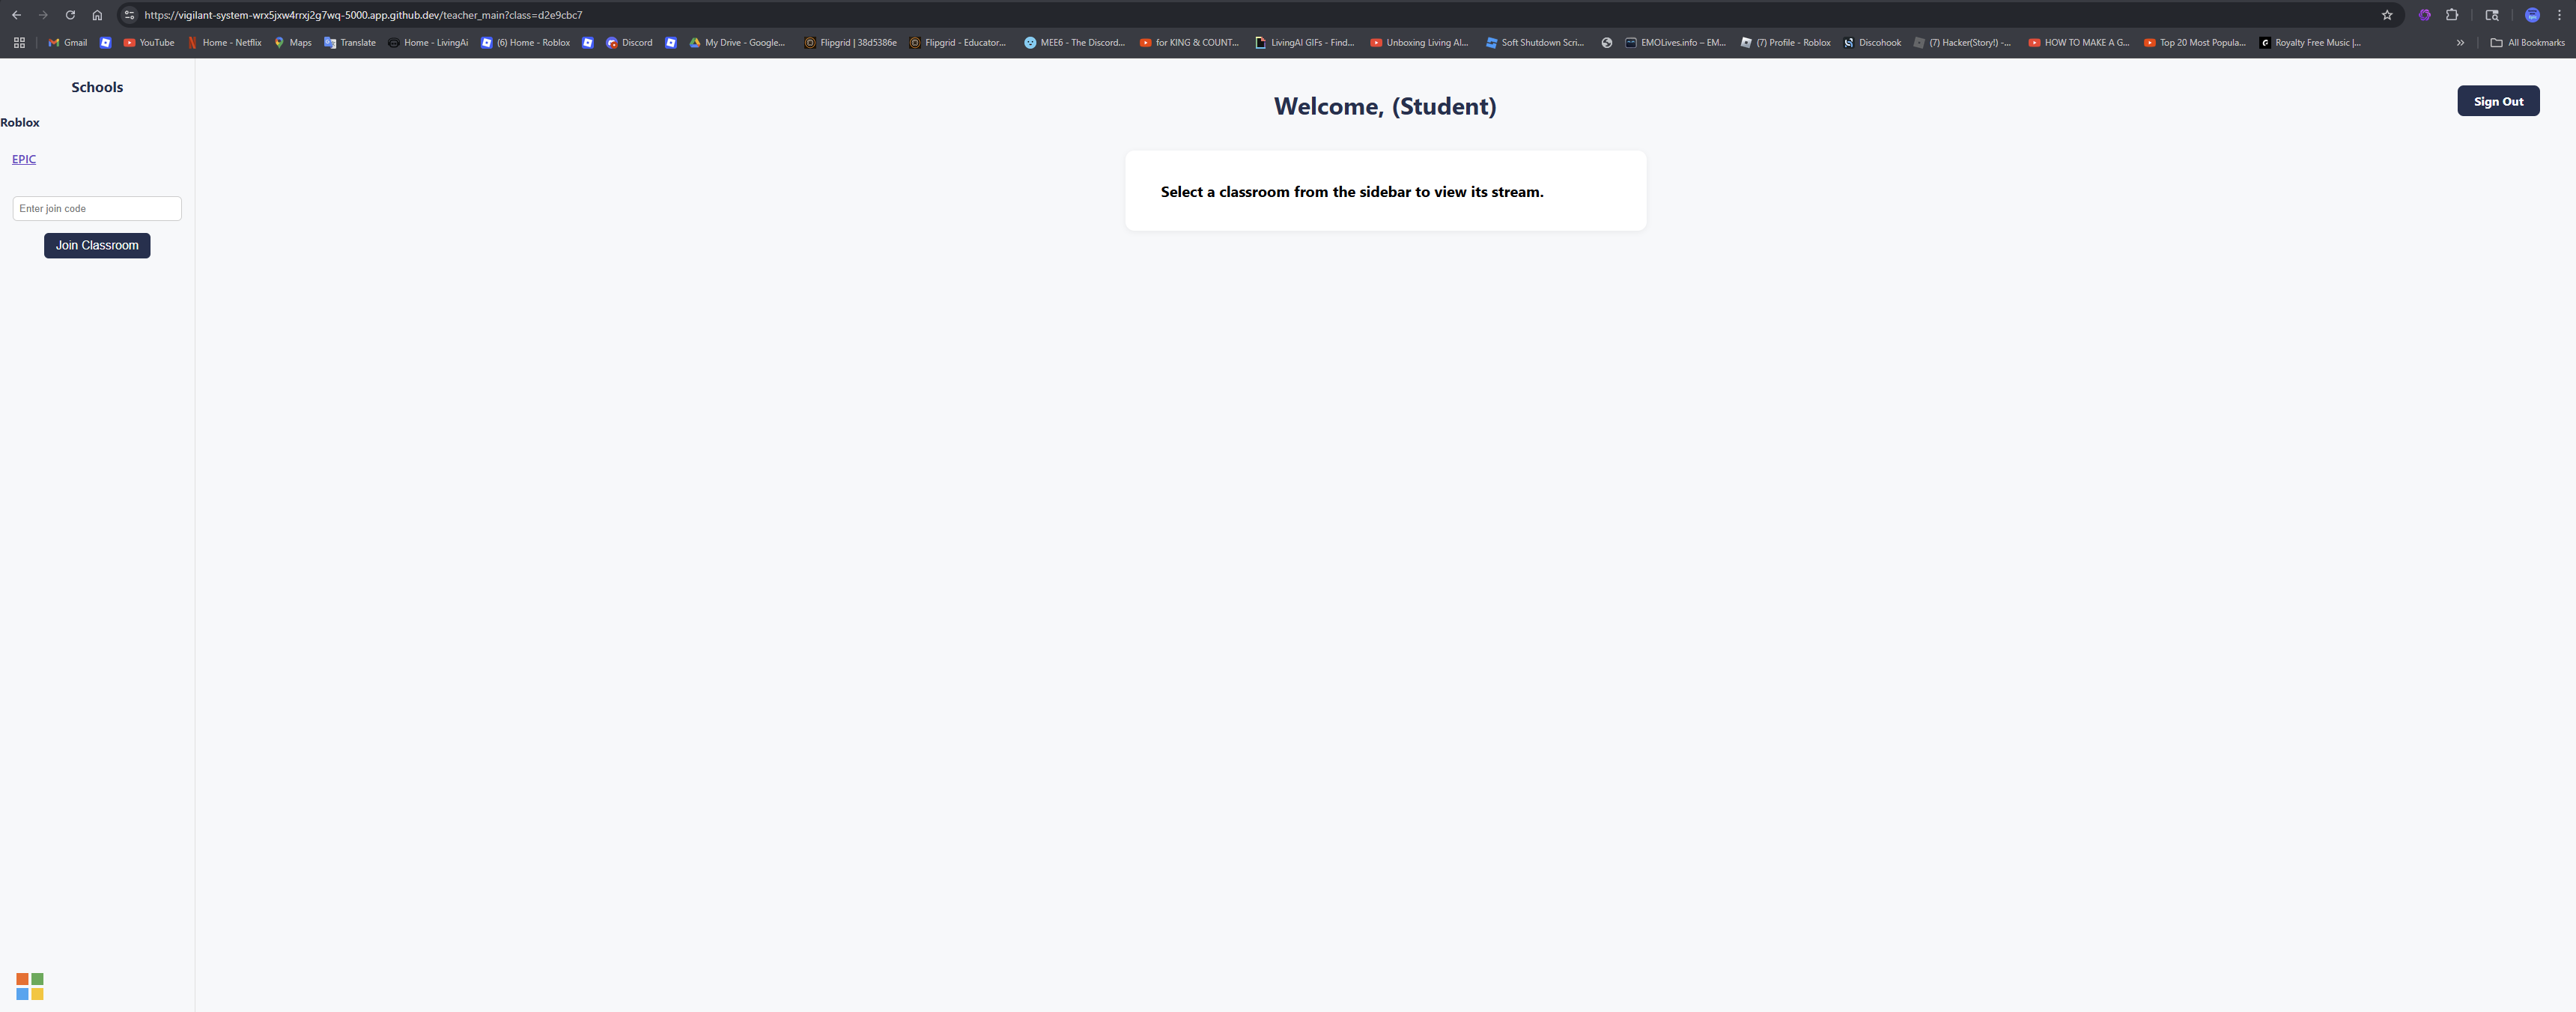 https://vigilant-system-wrx5jxw4rrxj2g7wq-5000.app.github.dev/teacher_main?class=d2e9cbc7
Gmail YouTube Home - Netflix Maps Translate Home - LivingAi (6) Home - Roblox Discord My Drive - Google... Flipgrid | 38d5386e Flipgrid - Educator... MEE6 - The Discord... for KING & COUNT... LivingAI GIFs - Find... Unboxing Living AI... Soft Shutdown Scri... EMOLives.info – EM... (7) Profile - Roblox Discohook (7) Hacker(Story!) -... HOW TO MAKE A G... Top 20 Most Popula... Royalty Free Music |... » All Bookmarks
Schools
Roblox
EPIC
Enter join code
Join Classroom
Welcome, (Student)
Sign Out
Select a classroom from the sidebar to view its stream.